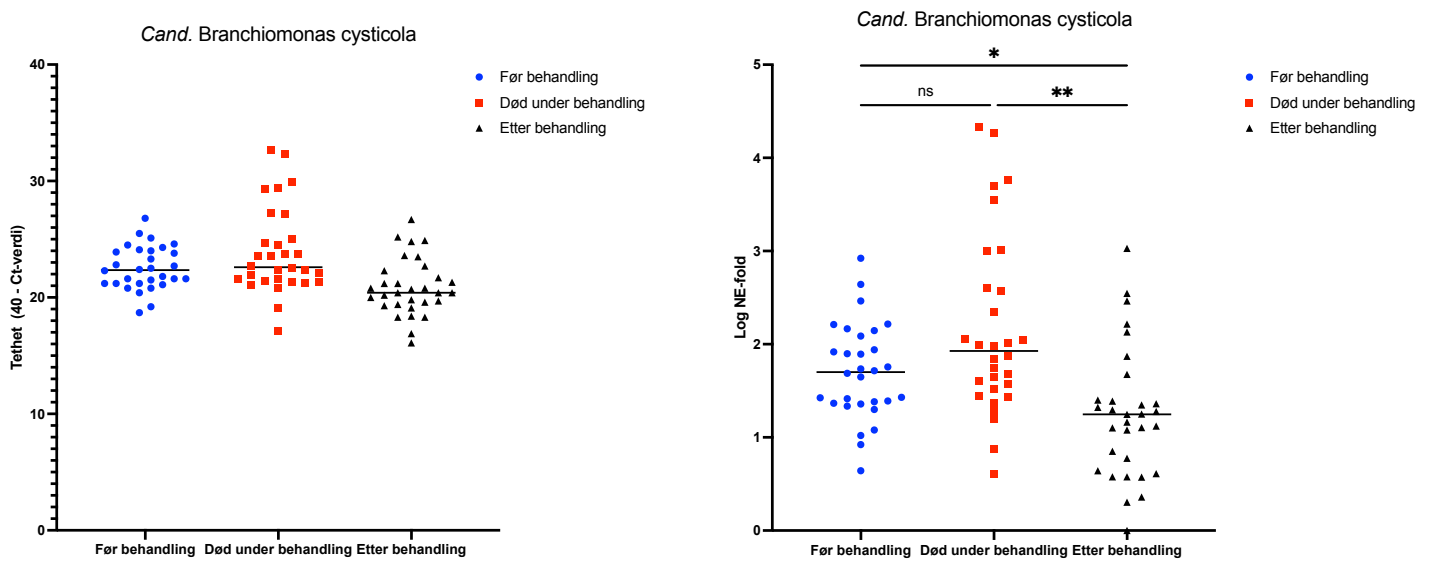 Cand. Branchiomonas cysticola
40
30
20
10
0
Tethet (40 - Ct-verdi)
Før behandling
Død under behandling
Etter behandling
Før behandling Død under behandling Etter behandling
Cand. Branchiomonas cysticola
*
ns **
5
4
3
2
1
0
Log NE-fold
Før behandling
Død under behandling
Etter behandling
Før behandling Død under behandling Etter behandling